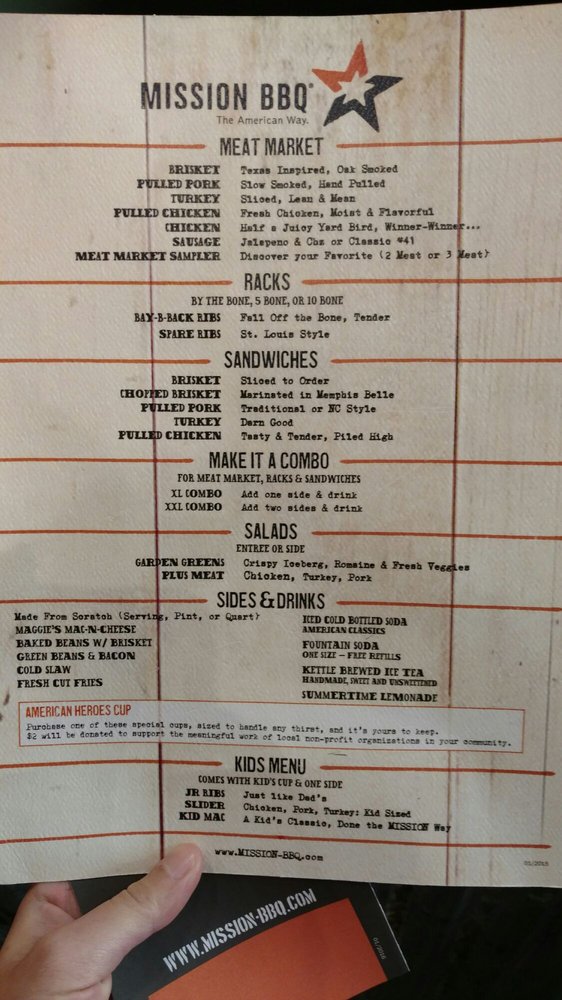 MISSION BBQ®
The American Way.
MEAT MARKET
BRISKET Texas Inspired, Oak Smoked
PULLED PORK Slow Smoked, Hand Pulled
TURKEY Sliced, Lean & Mean
PULLED CHICKEN Fresh Chicken, Moist & Flavorful
CHICKEN Half a Juicy Yard Bird, Winner-Winner...
SAUSAGE Jalapeno & Chz or Classic #41
MEAT MARKET SAMPLER Discover your Favorite (2 Meat or 3 Meat)
RACKS
BY THE BONE, 5 BONE, OR 10 BONE
BAY-B-BACK RIBS Fall Off the Bone, Tender
SPARE RIBS St. Louis Style
SANDWICHES
BRISKET Sliced to Order
CHOPPED BRISKET Marinated in Memphis Belle
PULLED PORK Traditional or NC Style
TURKEY Darn Good
PULLED CHICKEN Tasty & Tender, Piled High
MAKE IT A COMBO
FOR MEAT MARKET, RACKS & SANDWICHES
XL COMBO Add one side & drink
XXL COMBO Add two sides & drink
SALADS
ENTREE OR SIDE
GARDEN GREENS Crispy Iceberg, Romaine & Fresh Veggies
PLUS MEAT Chicken, Turkey, Pork
SIDES & DRINKS
Made From Scratch (Serving, Pint, or Quart)
MAGGIE'S MAC-N-CHEESE
BAKED BEANS W/ BRISKET
GREEN BEANS & BACON
COLD SLAW
FRESH CUT FRIES
ICED COLD BOTTLED SODA
AMERICAN CLASSICS
FOUNTAIN SODA
ONE SIZE – FREE REFILLS
KETTLE BREWED ICE TEA
HANDMADE, SWEET AND UNSWEETENED
SUMMERTIME LEMONADE
AMERICAN HEROES CUP
Purchase one of these special cups, sized to handle any thirst, and it's yours to keep.
$2 will be donated to support the meaningful work of local non-profit organizations in your community.
KIDS MENU
COMES WITH KID'S CUP & ONE SIDE
JR RIBS Just like Dad's
SLIDER Chicken, Pork, Turkey: Kid Sized
KID MAC A Kid's Classic, Done the MISSION Way
www.MISSION-BBQ.com
01/2015
WWW.MISSION-BBQ.COM